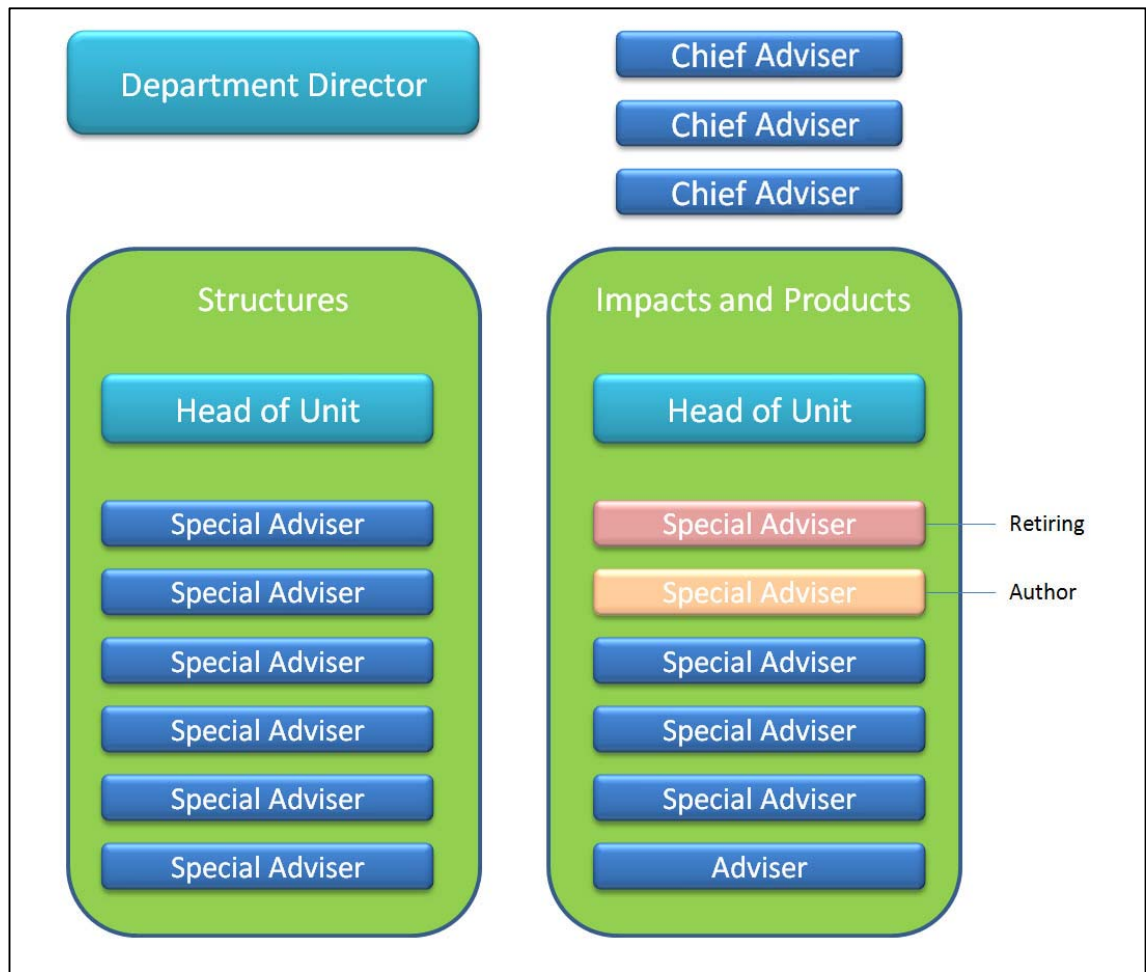 Department Director
Chief Adviser
Chief Adviser
Chief Adviser
Structures
Head of Unit
Special Adviser
Special Adviser
Special Adviser
Special Adviser
Special Adviser
Special Adviser
Impacts and Products
Head of Unit
Special Adviser
Retiring
Special Adviser
Author
Special Adviser
Special Adviser
Special Adviser
Adviser